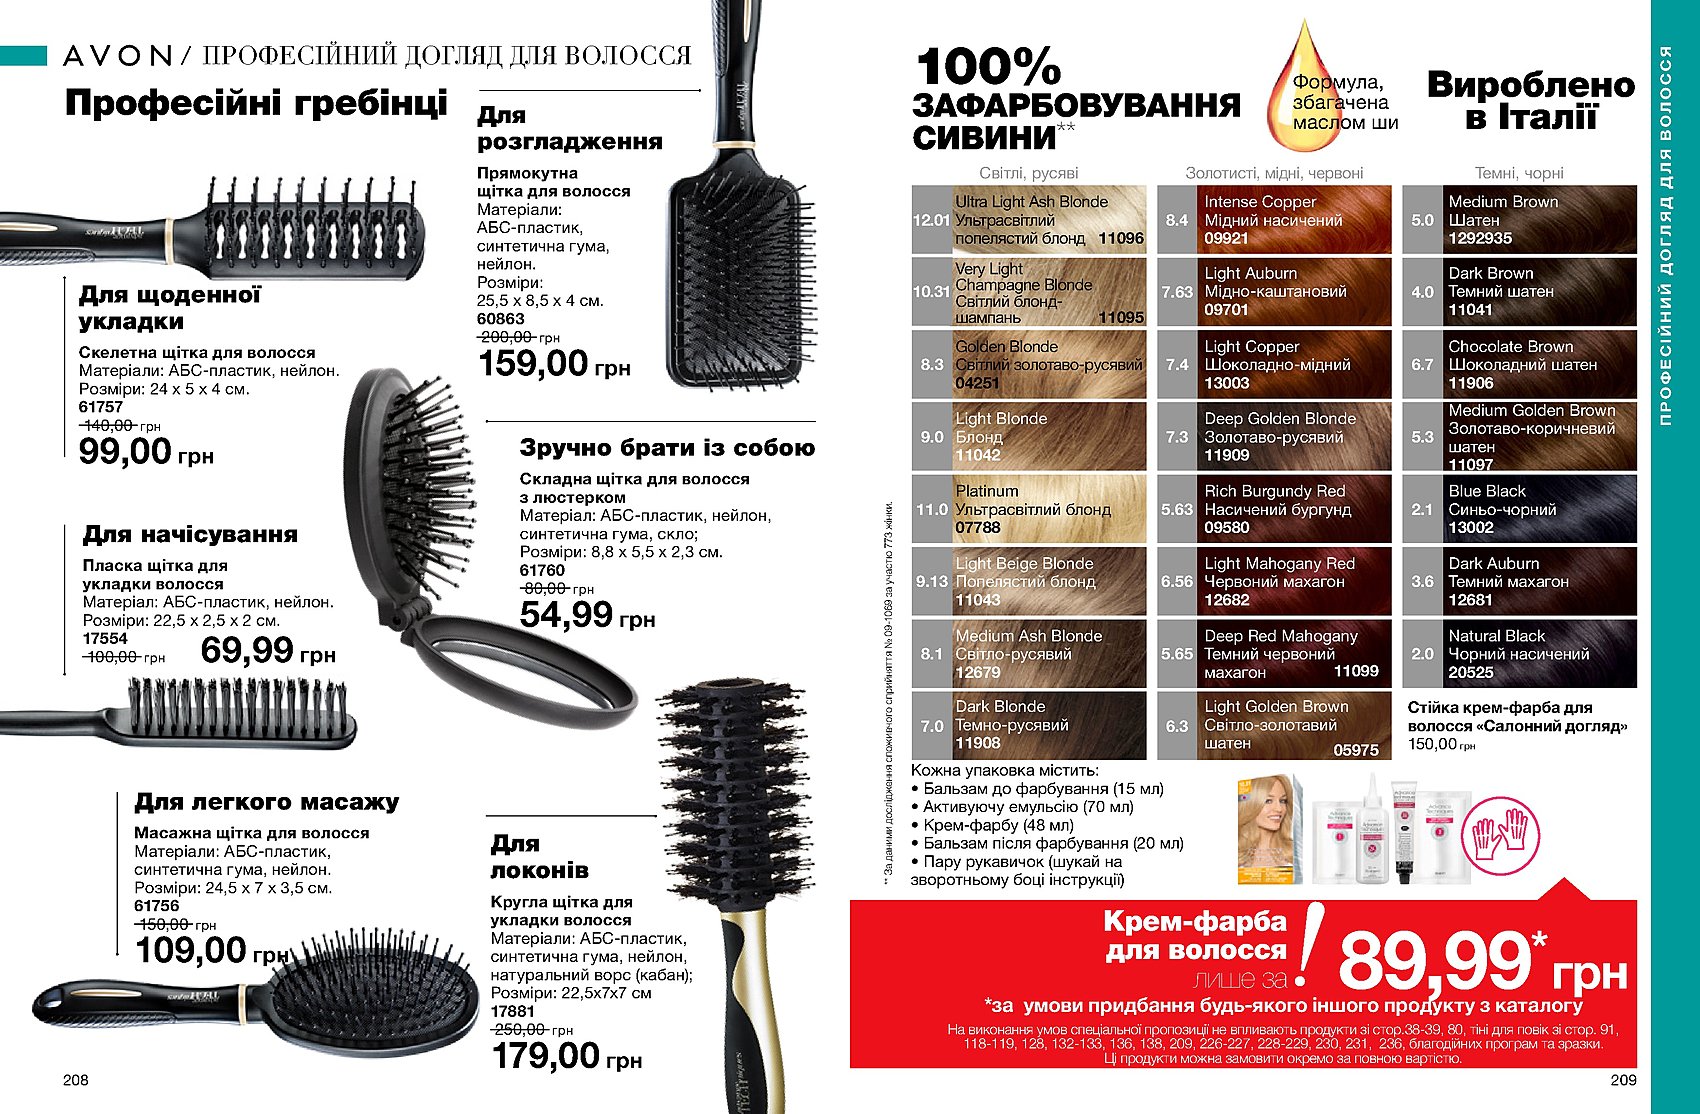 AVON / ПРОФЕСІЙНИЙ ДОГЛЯД ДЛЯ ВОЛОССЯ
Професійні гребінці
Для щоденної
укладки
Скелетна щітка для волосся
Матеріали: АБС-пластик, нейлон.
Розміри: 24 х 5 х 4 см.
61757
140,00 грн
99,00 грн
Для розгладження
Прямокутна
щітка для волосся
Матеріали:
АБС-пластик,
синтетична гума,
нейлон.
Розміри:
25,5 х 8,5 х 4 см.
60863
200,00 грн
159,00 грн
Зручно брати із собою
Складна щітка для волосся
з люстерком
Матеріал: АБС-пластик, нейлон,
синтетична гума, скло;
Розміри: 8,8 х 5,5 х 2,3 см.
61760
80,00 грн
54,99 грн
Для начісування
Пласка щітка для
укладки волосся
Матеріал: АБС-пластик, нейлон.
Розміри: 22,5 х 2,5 х 2 см.
17554
100,00 грн
69,99 грн
Для легкого масажу
Масажна щітка для волосся
Матеріали: АБС-пластик,
синтетична гума, нейлон.
Розміри: 24,5 х 7 х 3,5 см.
61756
150,00 грн
109,00 грн
Для
локонів
Кругла щітка для
укладки волосся
Матеріали: АБС-пластик,
синтетична гума, нейлон,
натуральний ворс (кабан);
Розміри: 22,5х7х7 см
17881
250,00 грн
179,00 грн
208
100%
ЗАФАРБОВУВАННЯ
СИВИНИ**
Формула,
збагачена
маслом ши
Вироблено
в Італії
Світлі, русяві
12.01 Ultra Light Ash Blonde
Ультрасвітлий
попелястий блонд 11096
10.31 Very Light
Champagne Blonde
Світлий блонд-
шампань 11095
8.3 Golden Blonde
Світлий золотаво-русявий
04251
9.0 Light Blonde
Блонд
11042
11.0 Platinum
Ультрасвітлий блонд
07788
9.13 Light Beige Blonde
Попелястий блонд
11043
8.1 Medium Ash Blonde
Світло-русявий
12679
7.0 Dark Blonde
Темно-русявий
11908
Золотисті, мідні, червоні
8.4 Intense Copper
Мідний насичений
09921
7.63 Light Auburn
Мідно-каштановий
09701
7.4 Light Copper
Шоколадно-мідний
13003
7.3 Deep Golden Blonde
Золотаво-русявий
11909
5.63 Rich Burgundy Red
Насичений бургунд
09580
6.56 Light Mahogany Red
Червоний махагон
12682
5.65 Deep Red Mahogany
Темний червоний
махагон 11099
6.3 Light Golden Brown
Світло-золотавий
шатен 05975
Темні, чорні
5.0 Medium Brown
Шатен
1292935
4.0 Dark Brown
Темний шатен
11041
6.7 Chocolate Brown
Шоколадний шатен
11906
5.3 Medium Golden Brown
Золотаво-коричневий
шатен
11097
2.1 Blue Black
Синьо-чорний
13002
3.6 Dark Auburn
Темний махагон
12681
2.0 Natural Black
Чорний насичений
20525
Стійка крем-фарба для
волосся «Салонний догляд»
150,00 грн
Кожна упаковка містить:
• Бальзам до фарбування (15 мл)
• Активуючу емульсію (70 мл)
• Крем-фарбу (48 мл)
• Бальзам після фарбування (20 мл)
• Пару рукавичок (шукай на
зворотньому боці інструкції)
** За даними дослідження споживчого сприйняття № 09-1069 за участю 773 жінки.
Крем-фарба
для волосся
лише за
! 89,99* грн
*за умови придбання будь-якого іншого продукту з каталогу
На виконання умов спеціальної пропозиції не впливають продукти зі стор.38-39, 80, тіні для повік зі стор. 91,
118-119, 128, 132-133, 136, 138, 209, 226-227, 228-229, 230, 231, 236, благодійних програм та зразки.
Ці продукти можна замовити окремо за повною вартістю.
209
ПРОФЕСІЙНИЙ ДОГЛЯД ДЛЯ ВОЛОССЯ